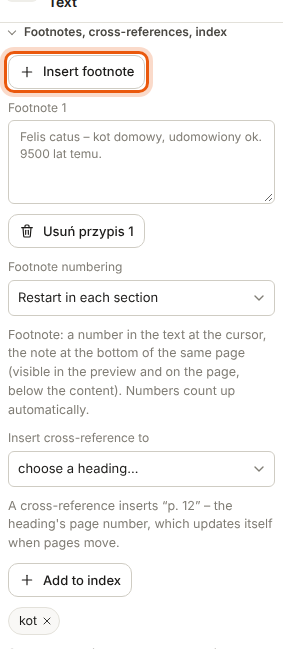 Text
Footnotes, cross-references, index
Insert footnote
Footnote 1
Felis catus – kot domowy, udomowiony ok.
9500 lat temu.
Usuń przypis 1
Footnote numbering
Restart in each section
Footnote: a number in the text at the cursor,
the note at the bottom of the same page
(visible in the preview and on the page,
below the content). Numbers count up
automatically.
Insert cross-reference to
choose a heading...
A cross-reference inserts “p. 12” – the
heading's page number, which updates itself
when pages move.
Add to index
kot ×